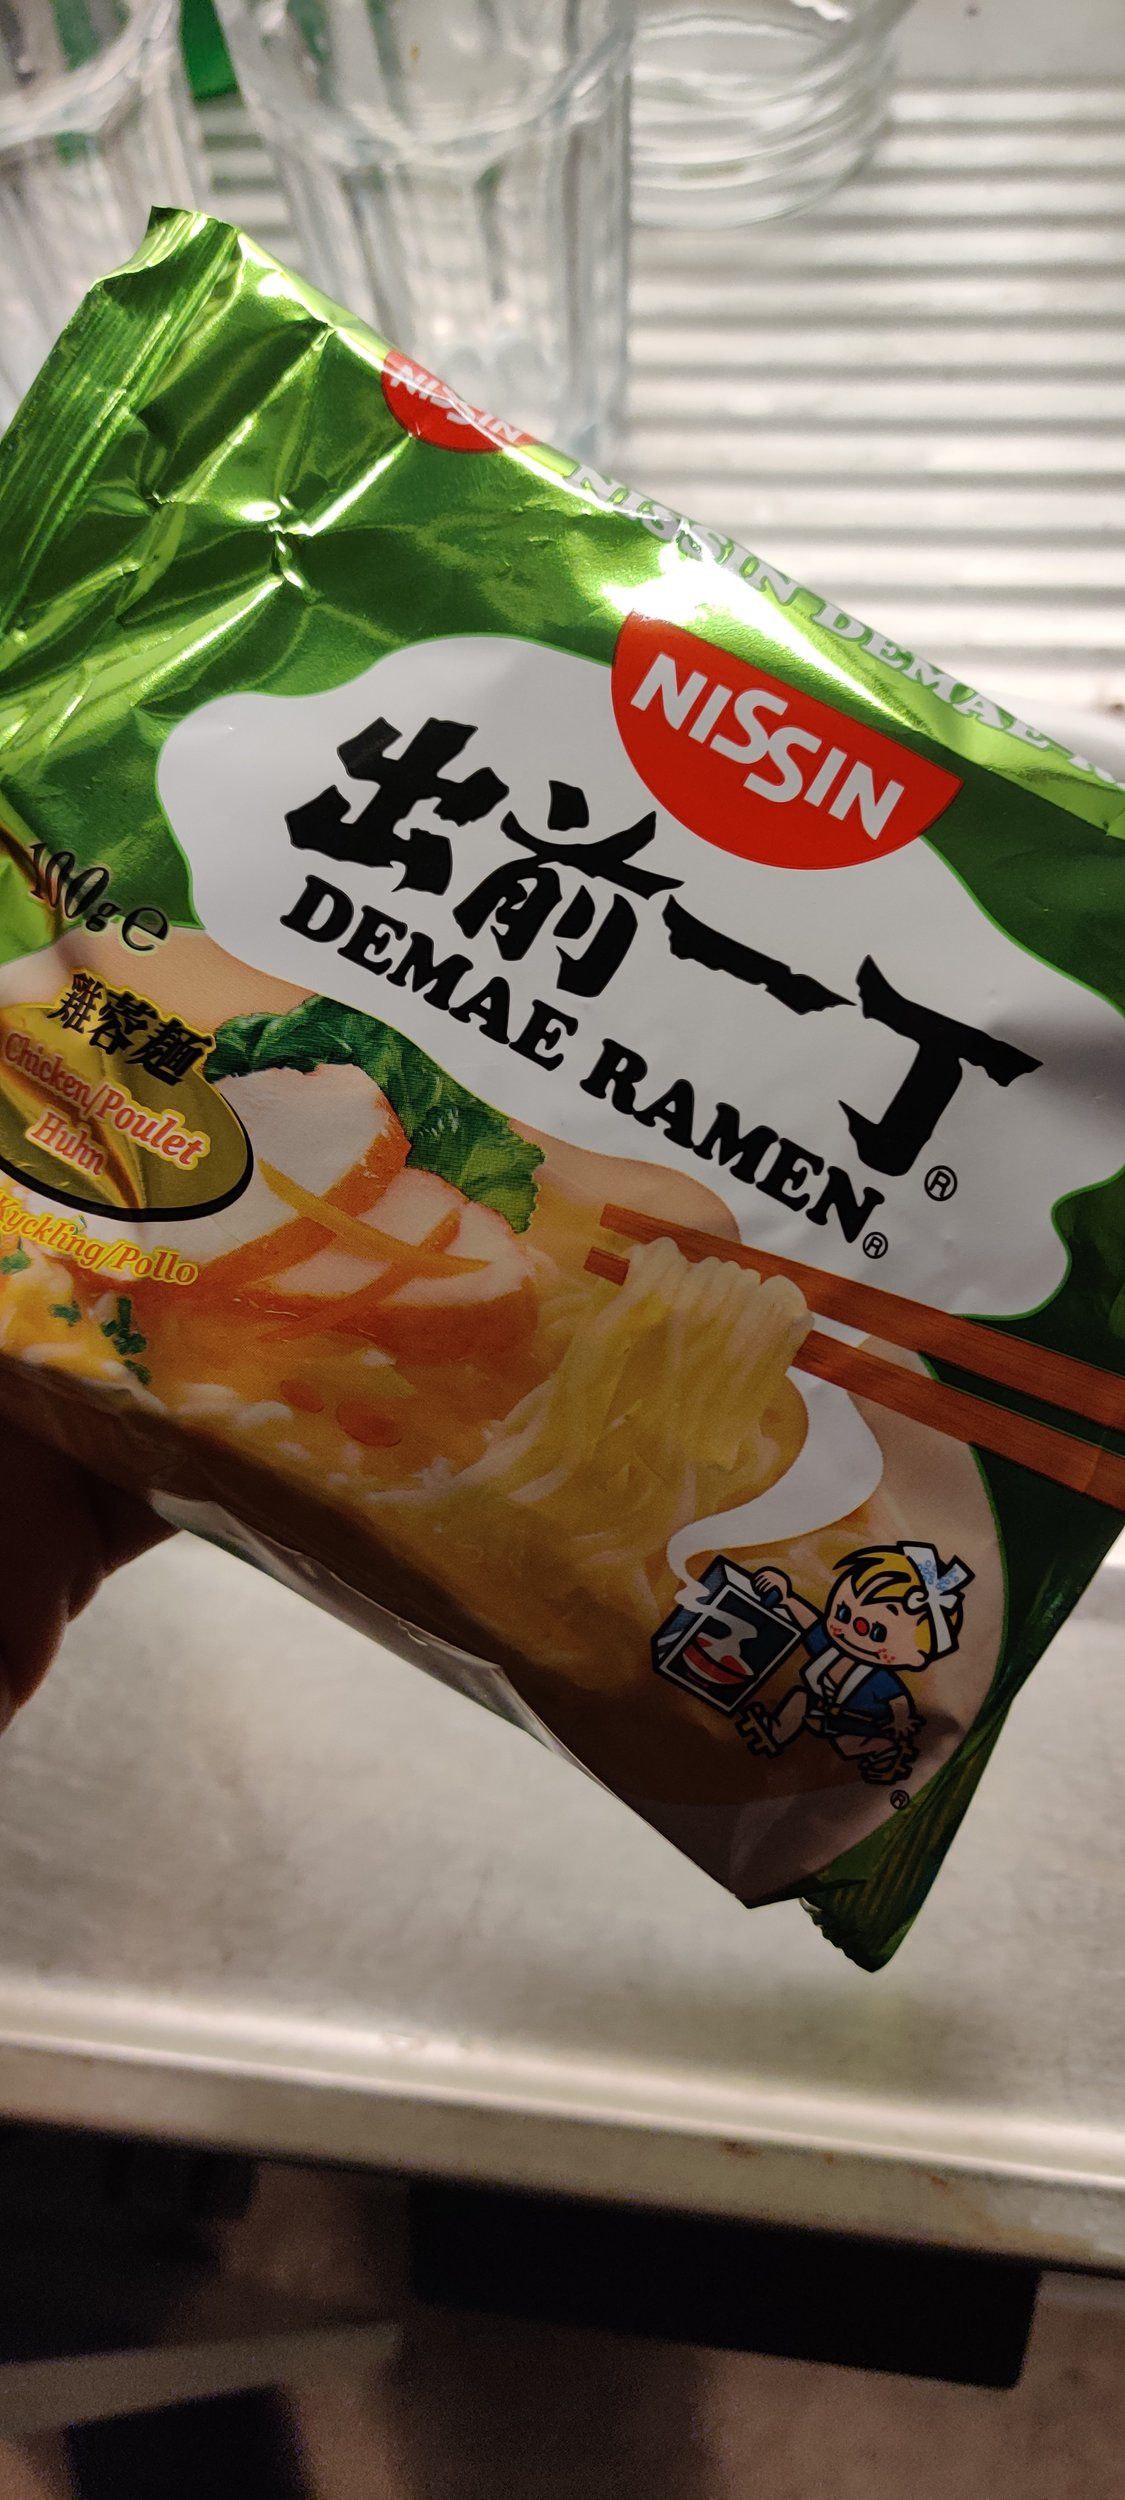 NISSIN
NISSIN DEMAE
NISSIN
出前一丁®
DEMAE RAMEN®
100g℮
雞蓉麵
Chicken/Poulet
Huhn
Kyckling/Pollo
®